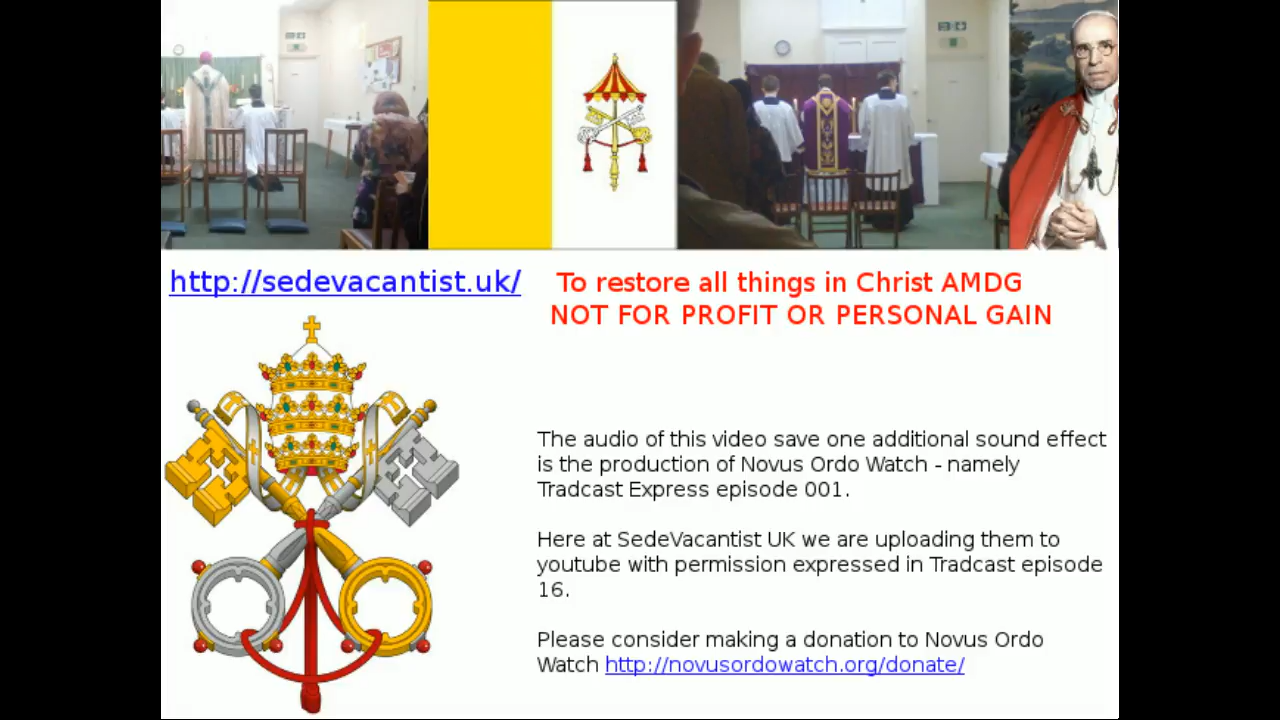 http://sedevacantist.uk/
To restore all things in Christ AMDG
NOT FOR PROFIT OR PERSONAL GAIN
The audio of this video save one additional sound effect
is the production of Novus Ordo Watch - namely
Tradcast Express episode 001.
Here at SedeVacantist UK we are uploading them to
youtube with permission expressed in Tradcast episode
16.
Please consider making a donation to Novus Ordo
Watch http://novusordowatch.org/donate/